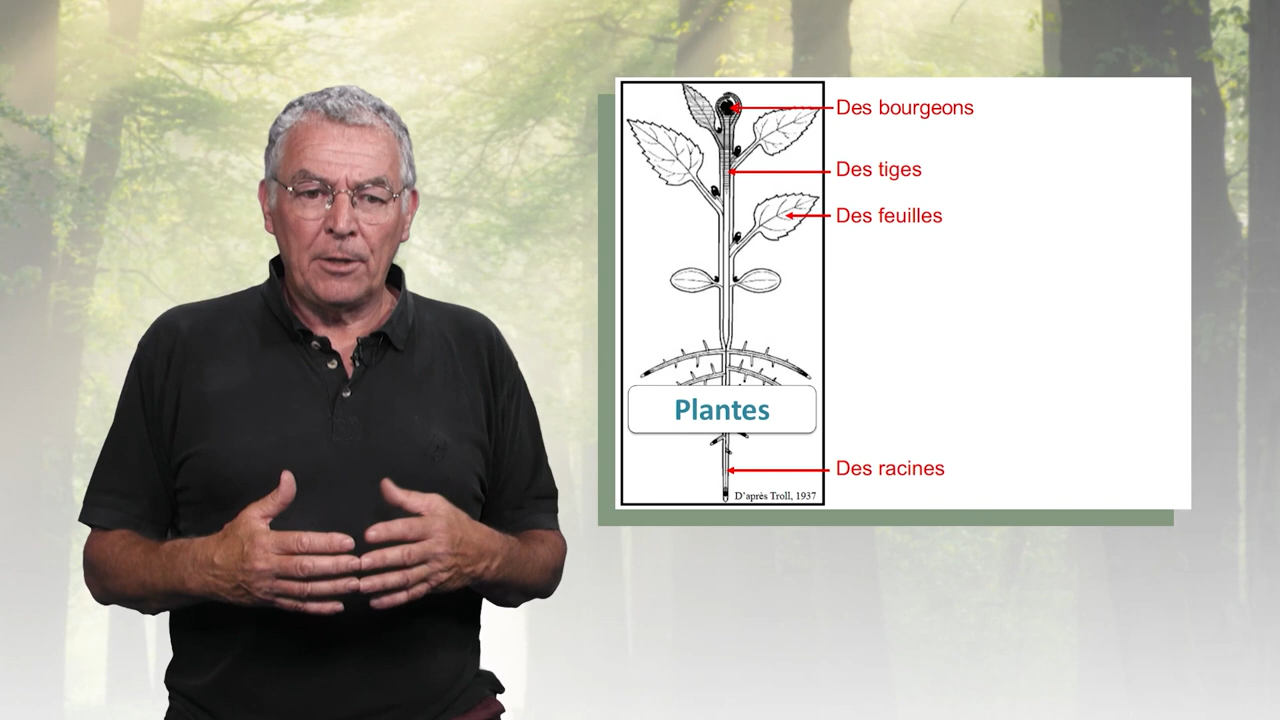 Des bourgeons
Des tiges
Des feuilles
Plantes
Des racines
D'après Troll, 1937